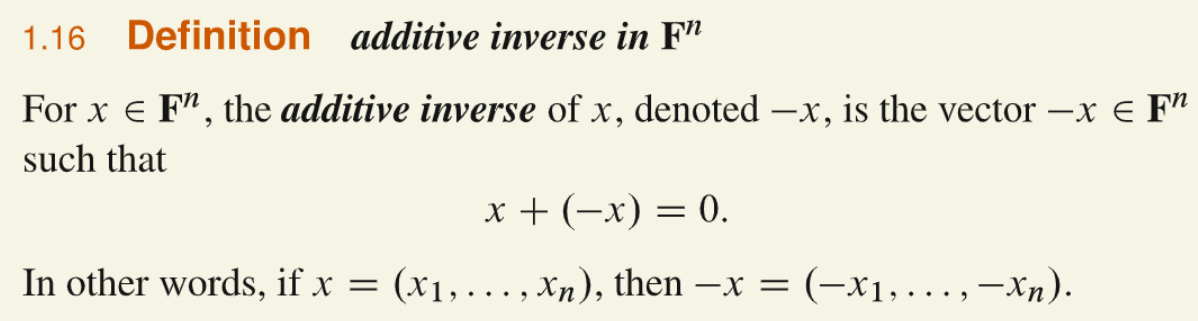 1.16 Definition additive inverse in Fⁿ
For x ∈ Fⁿ, the additive inverse of x, denoted −x, is the vector −x ∈ Fⁿ
such that
x + (−x) = 0.
In other words, if x = (x₁, . . . , xₙ), then −x = (−x₁, . . . , −xₙ).